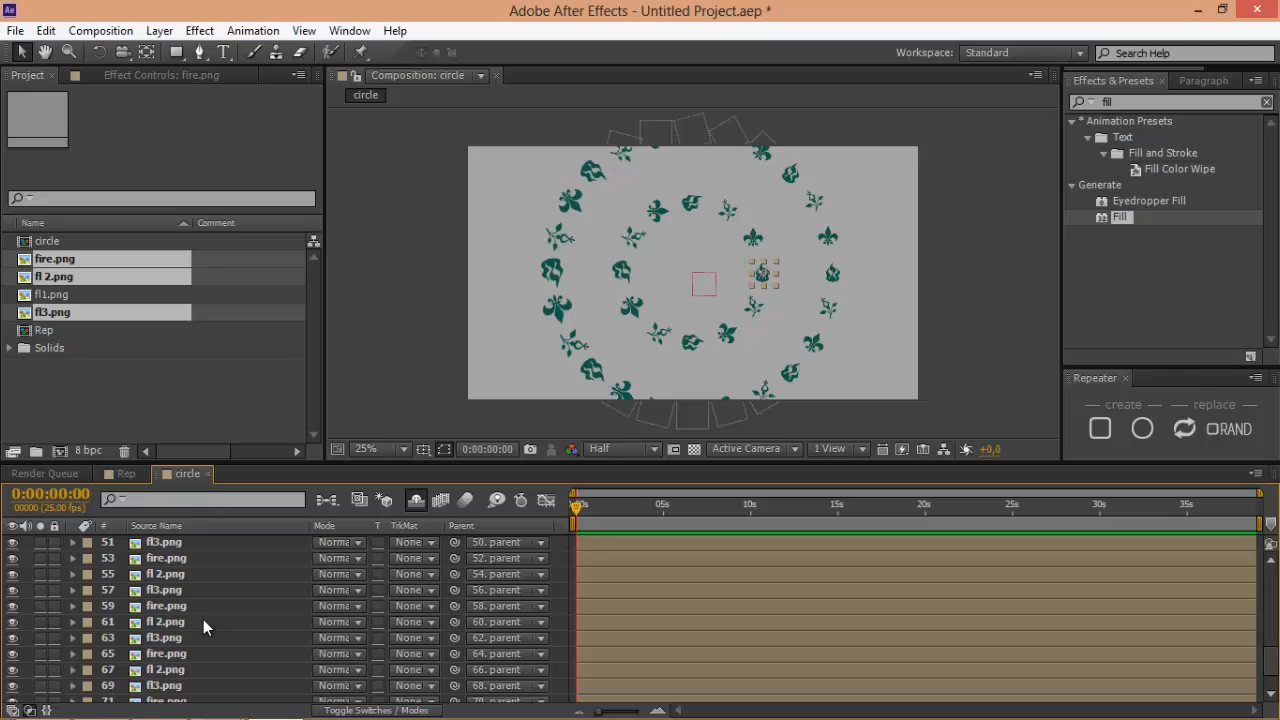 Ae Adobe After Effects - Untitled Project.aep *
File Edit Composition Layer Effect Animation View Window Help
Workspace: Standard Search Help
Project Effect Controls: fire.png Composition: circle Effects & Presets Paragraph
circle
fill
* Animation Presets
Text
Fill and Stroke
Fill Color Wipe
Generate
Eyedropper Fill
Fill
Name Comment
circle
fire.png
fl 2.png
fl1.png
fl3.png
Rep
Solids
Repeater
create replace
RAND
8 bpc 25% 0:00:00:00 Half Active Camera 1 View +0,0
Render Queue Rep circle
0:00:00:00
00000 (25.00 fps)
05s 10s 15s 20s 25s 30s 35s
# Source Name Mode T TrkMat Parent
51 fl3.png Norma None 50. parent
53 fire.png Norma None 52. parent
55 fl 2.png Norma None 54. parent
57 fl3.png Norma None 56. parent
59 fire.png Norma None 58. parent
61 fl 2.png Norma None 60. parent
63 fl3.png Norma None 62. parent
65 fire.png Norma None 64. parent
67 fl 2.png Norma None 66. parent
69 fl3.png Norma None 68. parent
71 fire.png Norma None 70. parent
Toggle Switches / Modes